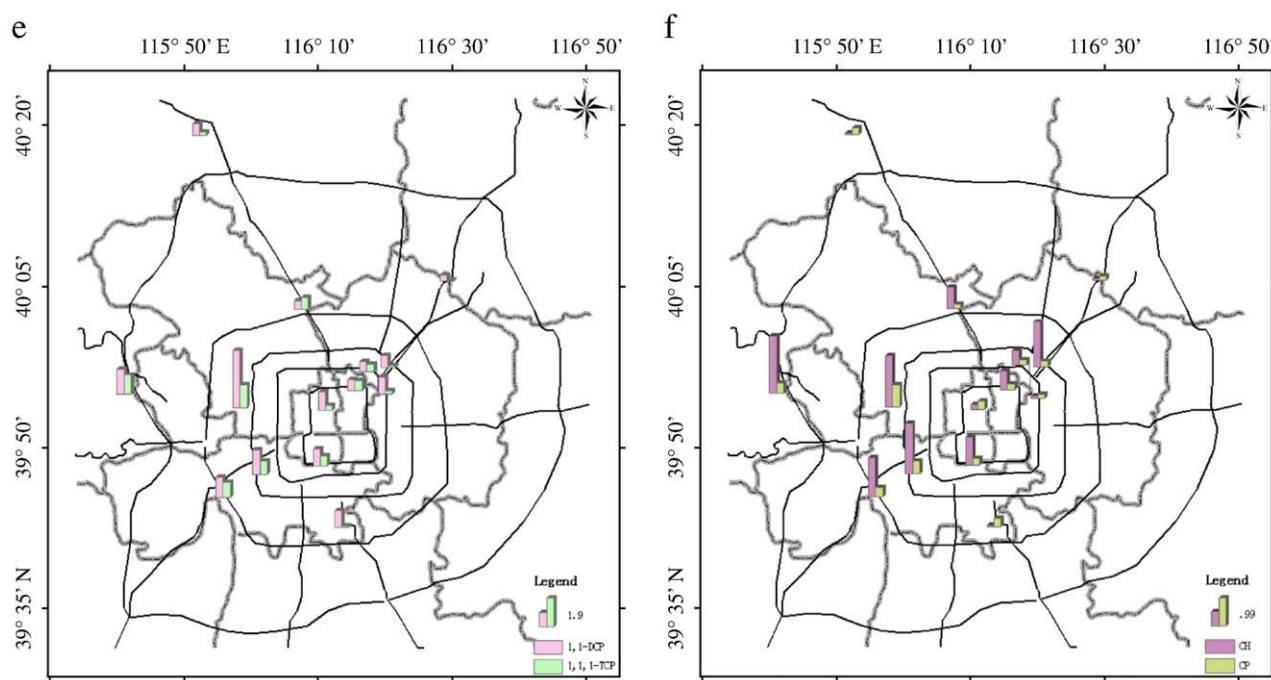 e
115° 50’ E 116° 10’ 116° 30’ 116° 50’
40° 20’
40° 05’
39° 50’
39° 35’ N
N
W E
S
Legend
1.9
1,1-DCP
1,1,1-TCP
f
115° 50’ E 116° 10’ 116° 30’ 116° 50’
40° 20’
40° 05’
39° 50’
39° 35’ N
N
W E
S
Legend
.99
CH
CP